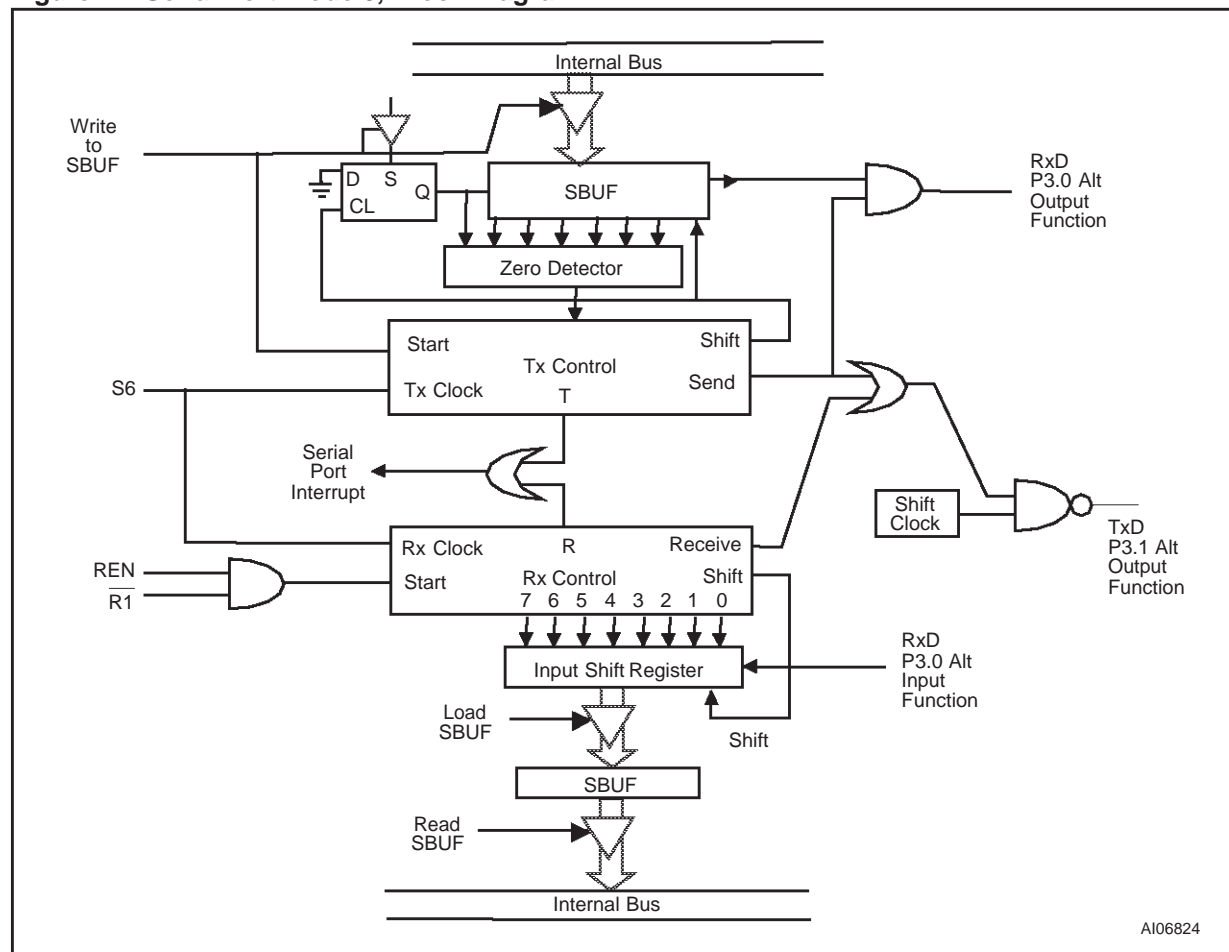 Internal Bus
Write
to
SBUF
D S
Q
CL
SBUF
RxD
P3.0 Alt
Output
Function
Zero Detector
Start
Shift
Tx Control
S6
Tx Clock
Send
T
Serial
Port
Interrupt
Shift
Clock
TxD
P3.1 Alt
Output
Function
Rx Clock
R
Receive
REN
R1
Start
Rx Control
Shift
7 6 5 4 3 2 1 0
Input Shift Register
RxD
P3.0 Alt
Input
Function
Load
SBUF
Shift
SBUF
Read
SBUF
Internal Bus
AI06824